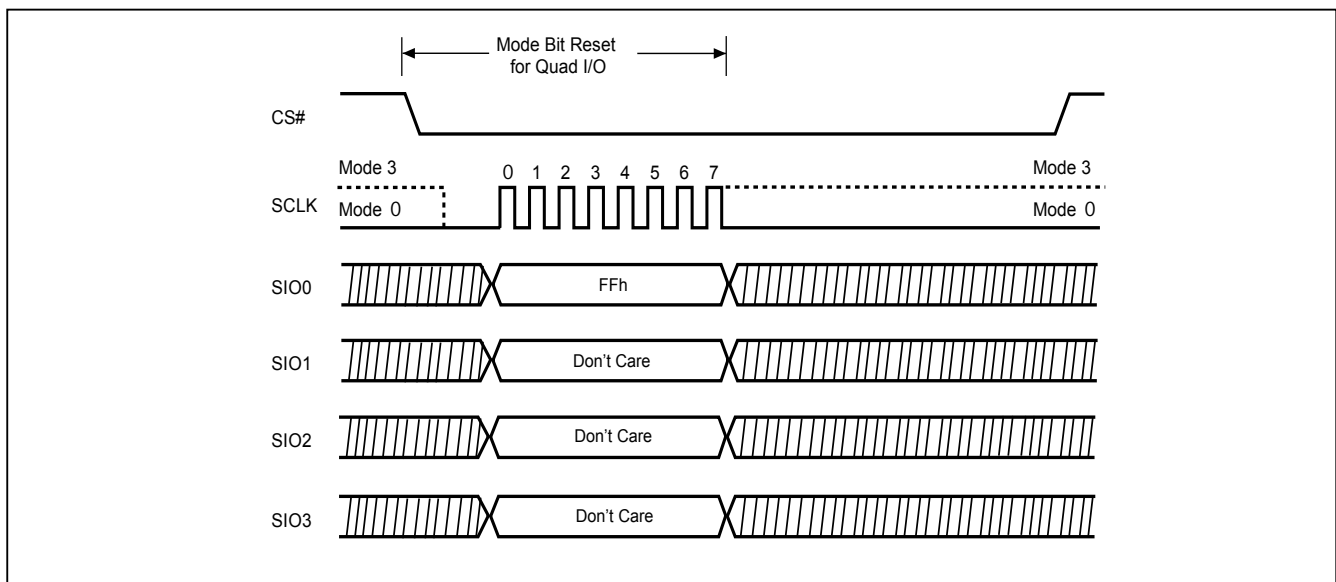 Mode Bit Reset
for Quad I/O
CS#
Mode 3
Mode 3
0 1 2 3 4 5 6 7
SCLK
Mode 0
Mode 0
SIO0
FFh
SIO1
Don't Care
SIO2
Don't Care
SIO3
Don't Care